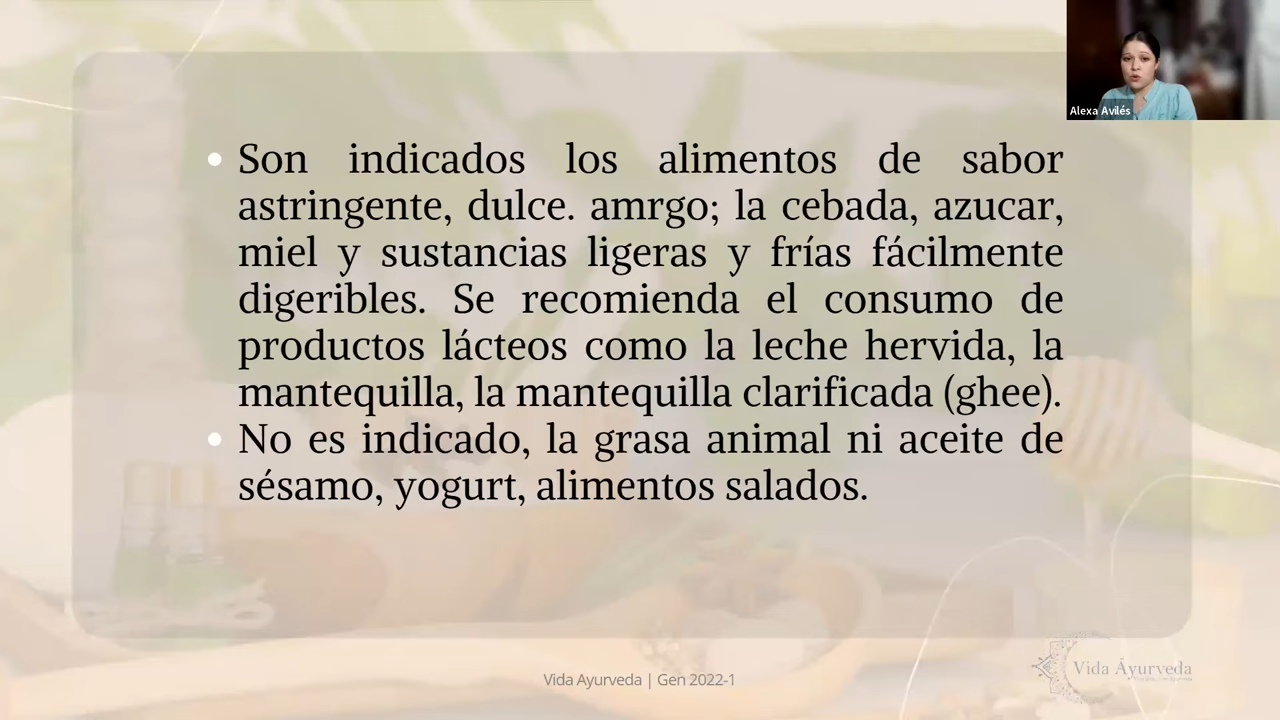 Alexa Avilés
Son indicados los alimentos de sabor
astringente, dulce. amrgo; la cebada, azucar,
miel y sustancias ligeras y frías fácilmente
digeribles. Se recomienda el consumo de
productos lácteos como la leche hervida, la
mantequilla, la mantequilla clarificada (ghee).
No es indicado, la grasa animal ni aceite de
sésamo, yogurt, alimentos salados.
Vida Ayurveda | Gen 2022-1
Vida Áyurveda